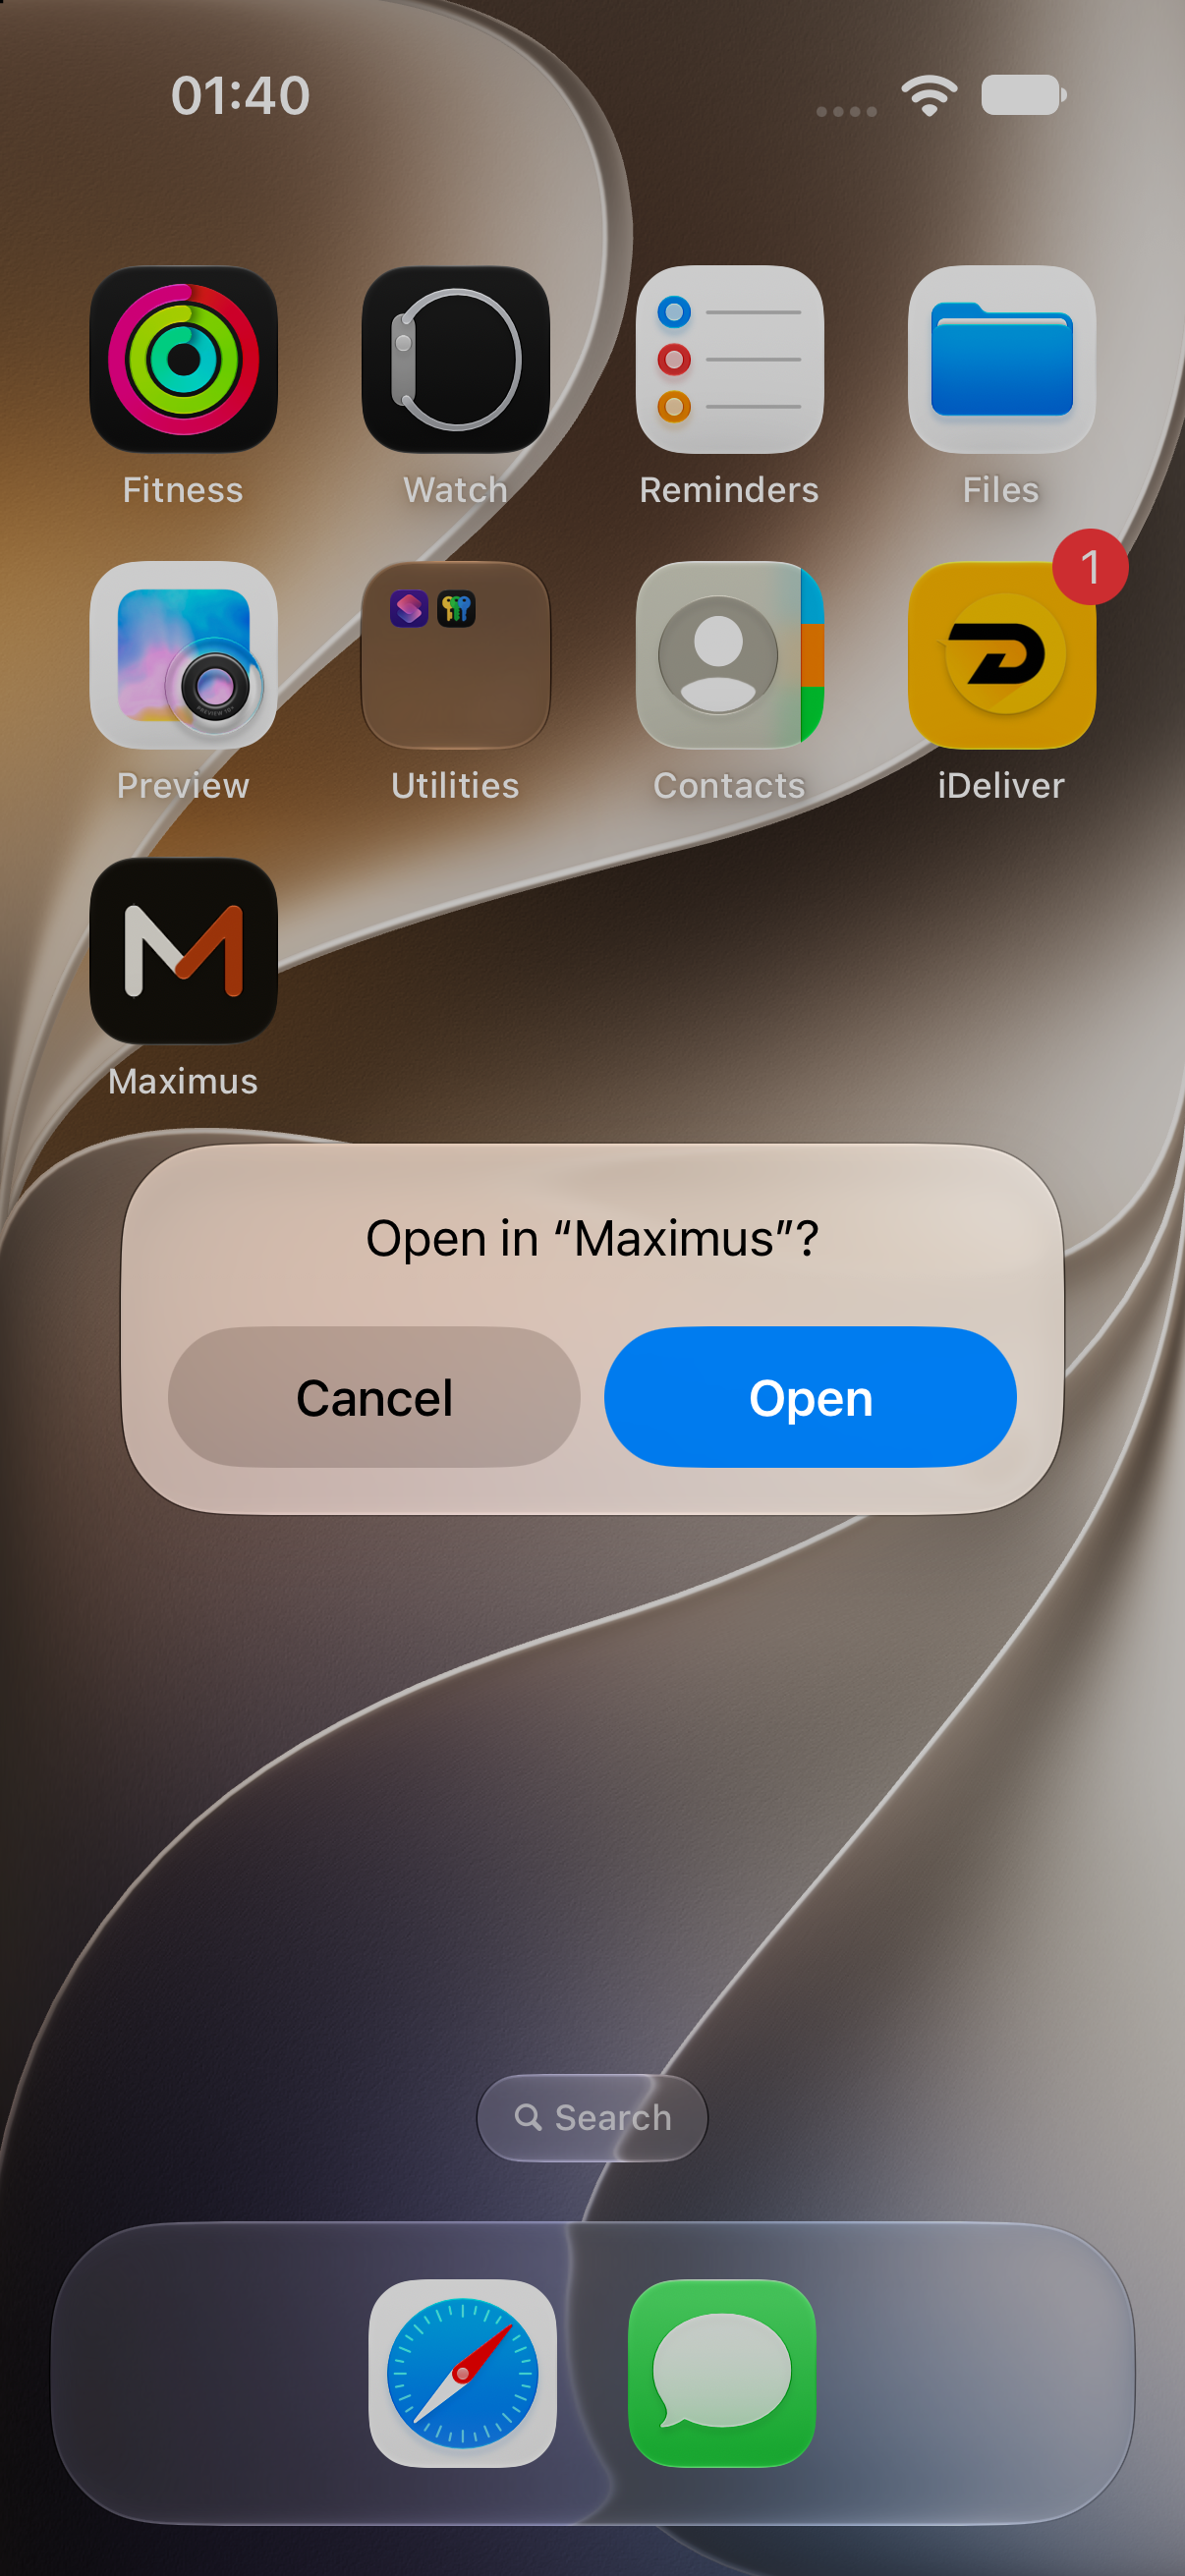 01:40
Fitness
Watch
Reminders
Files
1
Preview
Utilities
Contacts
iDeliver
Maximus
Open in “Maximus”?
Cancel
Open
Search